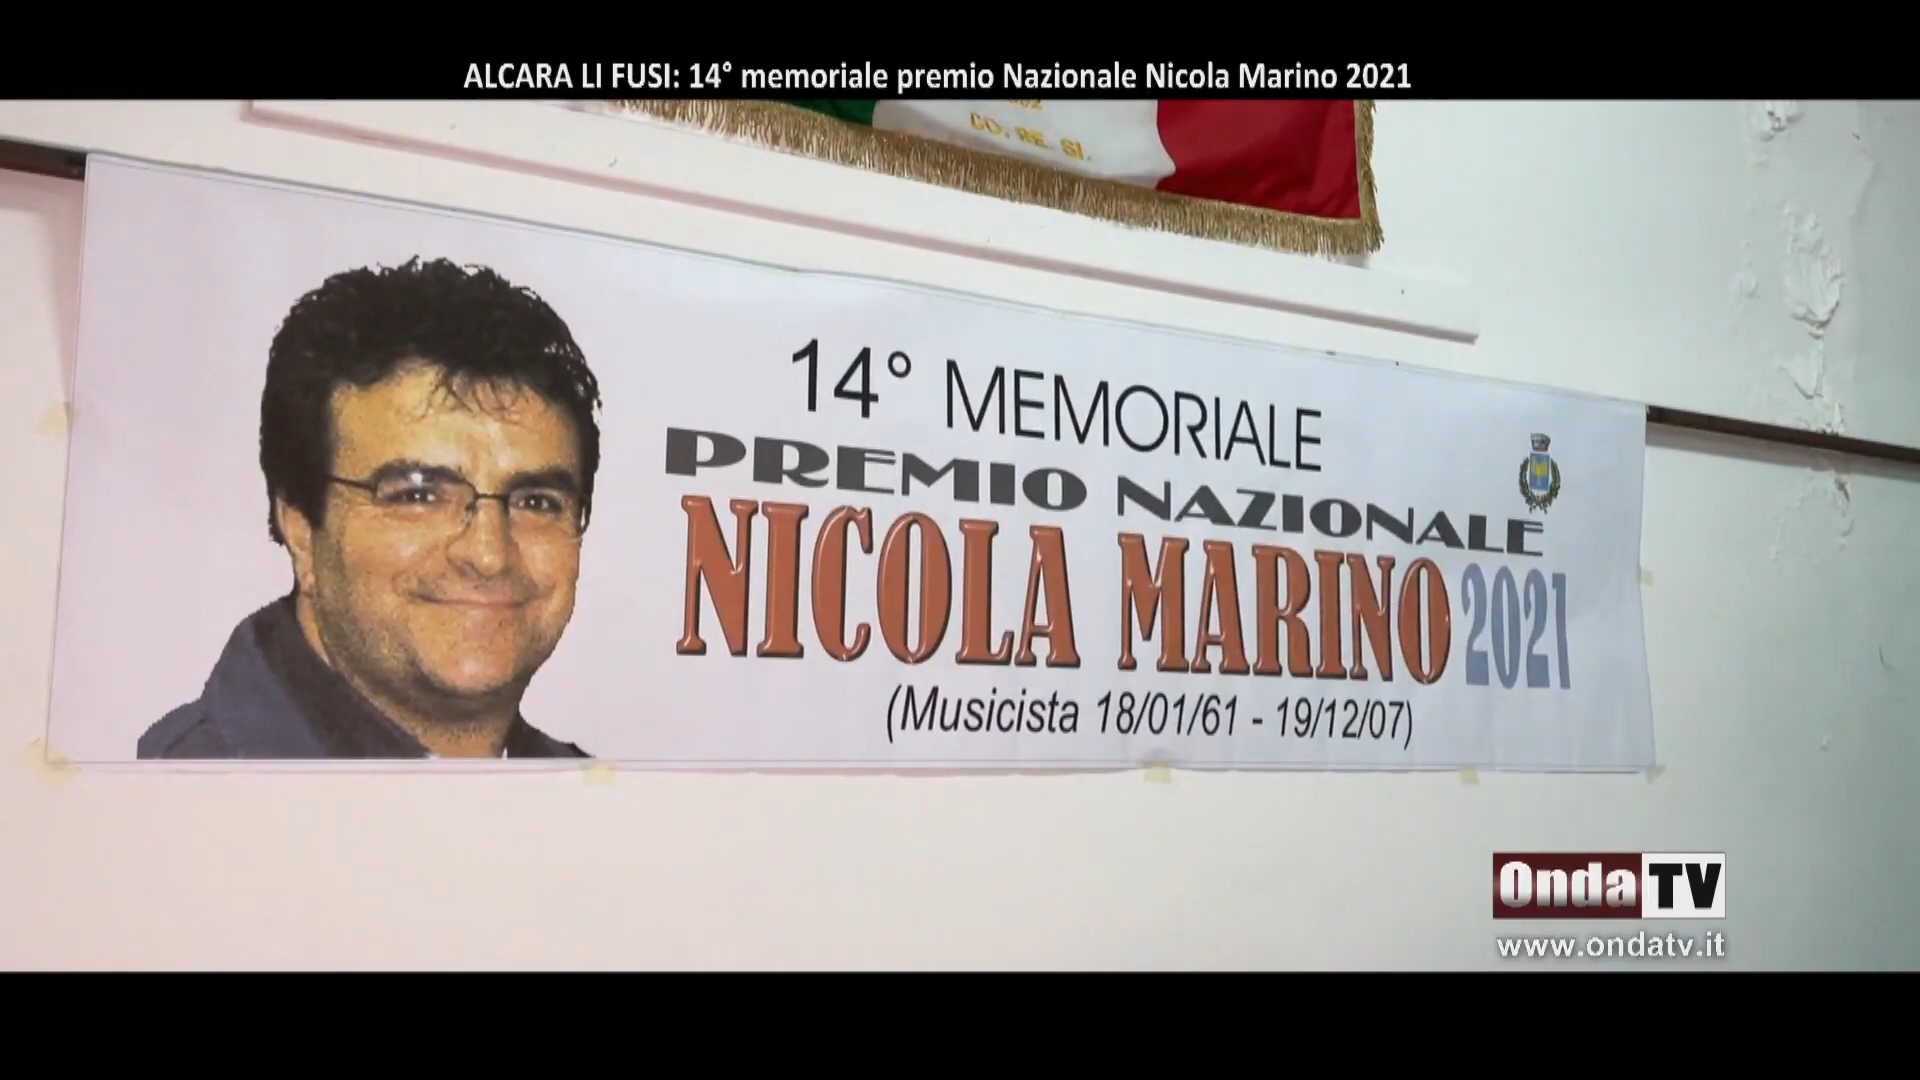 ALCARA LI FUSI: 14° memoriale premio Nazionale Nicola Marino 2021
CO. RE. SI.
14° MEMORIALE
PREMIO NAZIONALE
NICOLA MARINO 2021
(Musicista 18/01/61 - 19/12/07)
Onda TV
www.ondatv.it